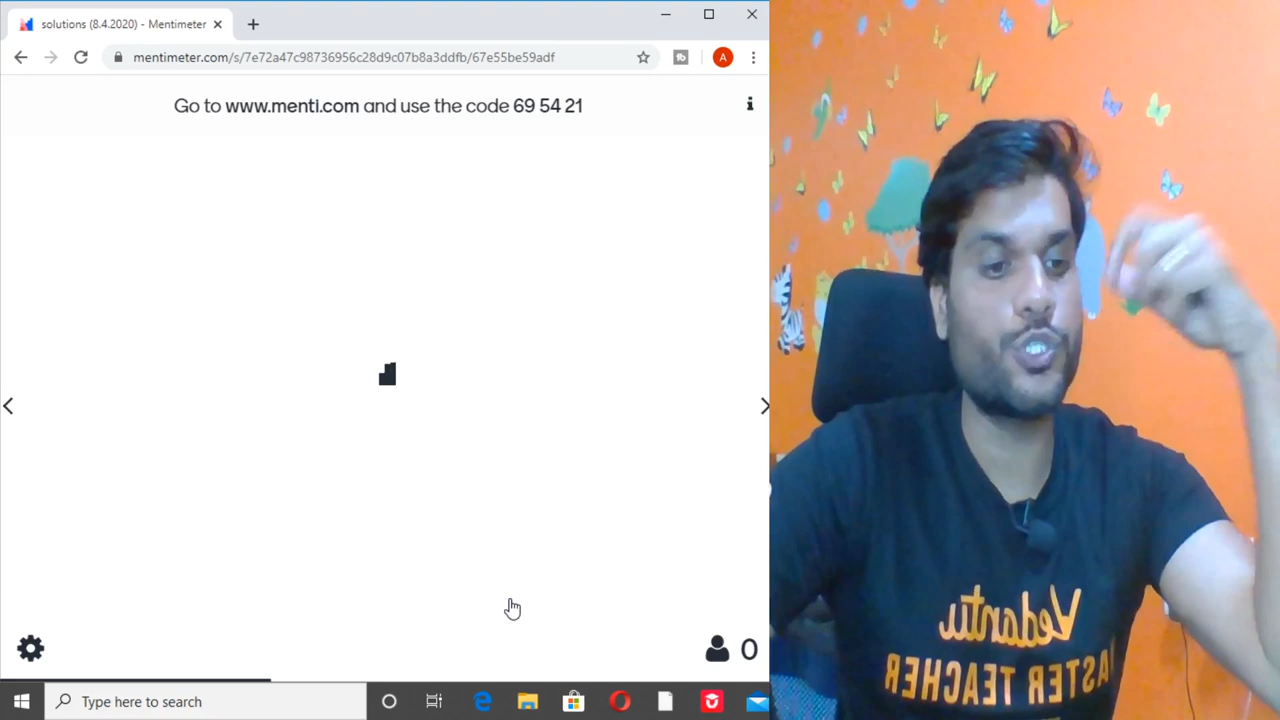 solutions (8.4.2020) - Mentimeter
mentimeter.com/s/7e72a47c98736956c28d9c07b8a3ddfb/67e55be59adf
A
Go to www.menti.com and use the code 69 54 21
0
Type here to search
Vedantu
MASTER TEACHER